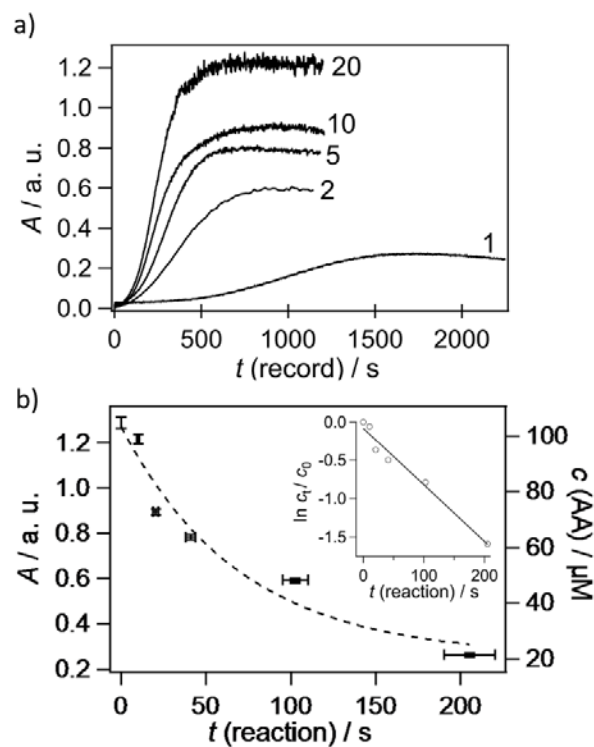 a)
A / a. u.
1.2
1.0
0.8
0.6
0.4
0.2
0.0
20
10
5
2
1
0 500 1000 1500 2000
t (record) / s
b)
A / a. u.
1.2
1.0
0.8
0.6
0.4
0.2
0 50 100 150 200
t (reaction) / s
100
80
60
40
20
c (AA) / µM
ln cₜ/ c₀
0.0
-0.5
-1.0
-1.5
0 100 200
t (reaction) / s